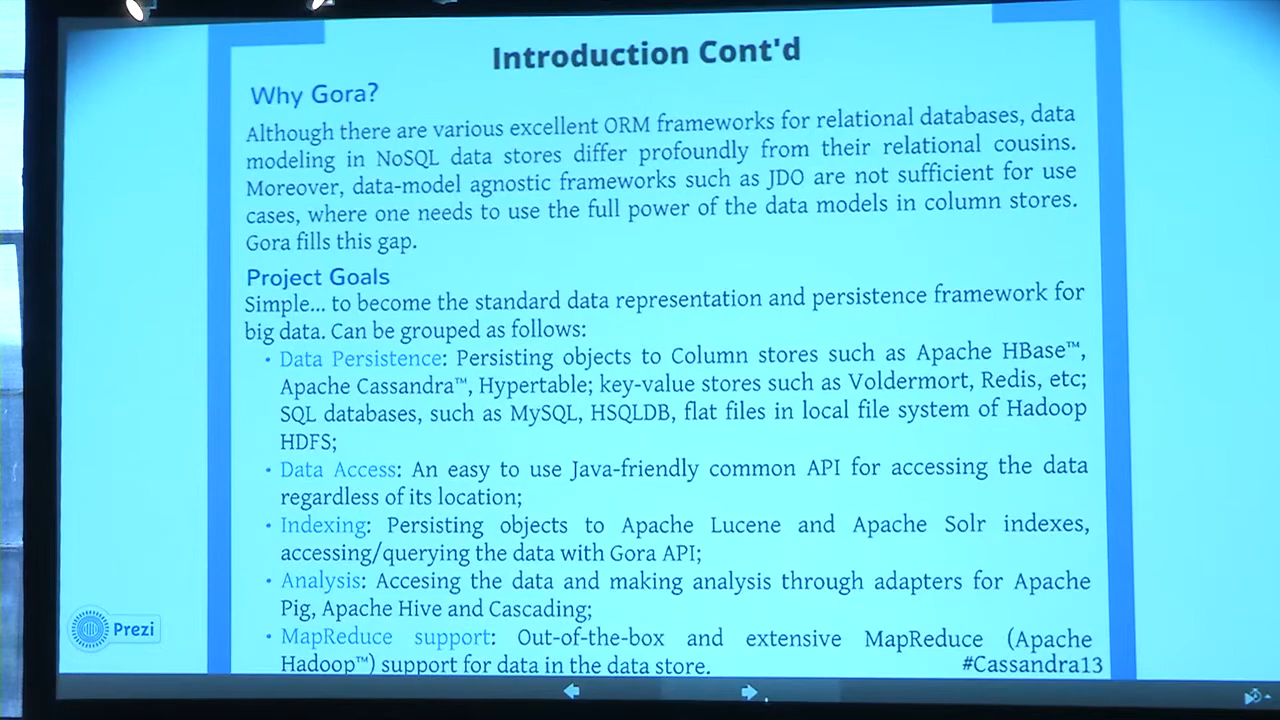 Introduction Cont'd
Why Gora?
Although there are various excellent ORM frameworks for relational databases, data
modeling in NoSQL data stores differ profoundly from their relational cousins.
Moreover, data-model agnostic frameworks such as JDO are not sufficient for use
cases, where one needs to use the full power of the data models in column stores.
Gora fills this gap.
Project Goals
Simple... to become the standard data representation and persistence framework for
big data. Can be grouped as follows:
· Data Persistence: Persisting objects to Column stores such as Apache HBase™,
Apache Cassandra™, Hypertable; key-value stores such as Voldermort, Redis, etc;
SQL databases, such as MySQL, HSQLDB, flat files in local file system of Hadoop
HDFS;
· Data Access: An easy to use Java-friendly common API for accessing the data
regardless of its location;
· Indexing: Persisting objects to Apache Lucene and Apache Solr indexes,
accessing/querying the data with Gora API;
· Analysis: Accesing the data and making analysis through adapters for Apache
Pig, Apache Hive and Cascading;
· MapReduce support: Out-of-the-box and extensive MapReduce (Apache
Hadoop™) support for data in the data store.
#Cassandra13
Prezi